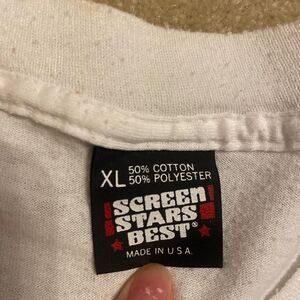 XL 50% COTTON
50% POLYESTER
SCREEN
STARS
BEST®
MADE IN U.S.A.